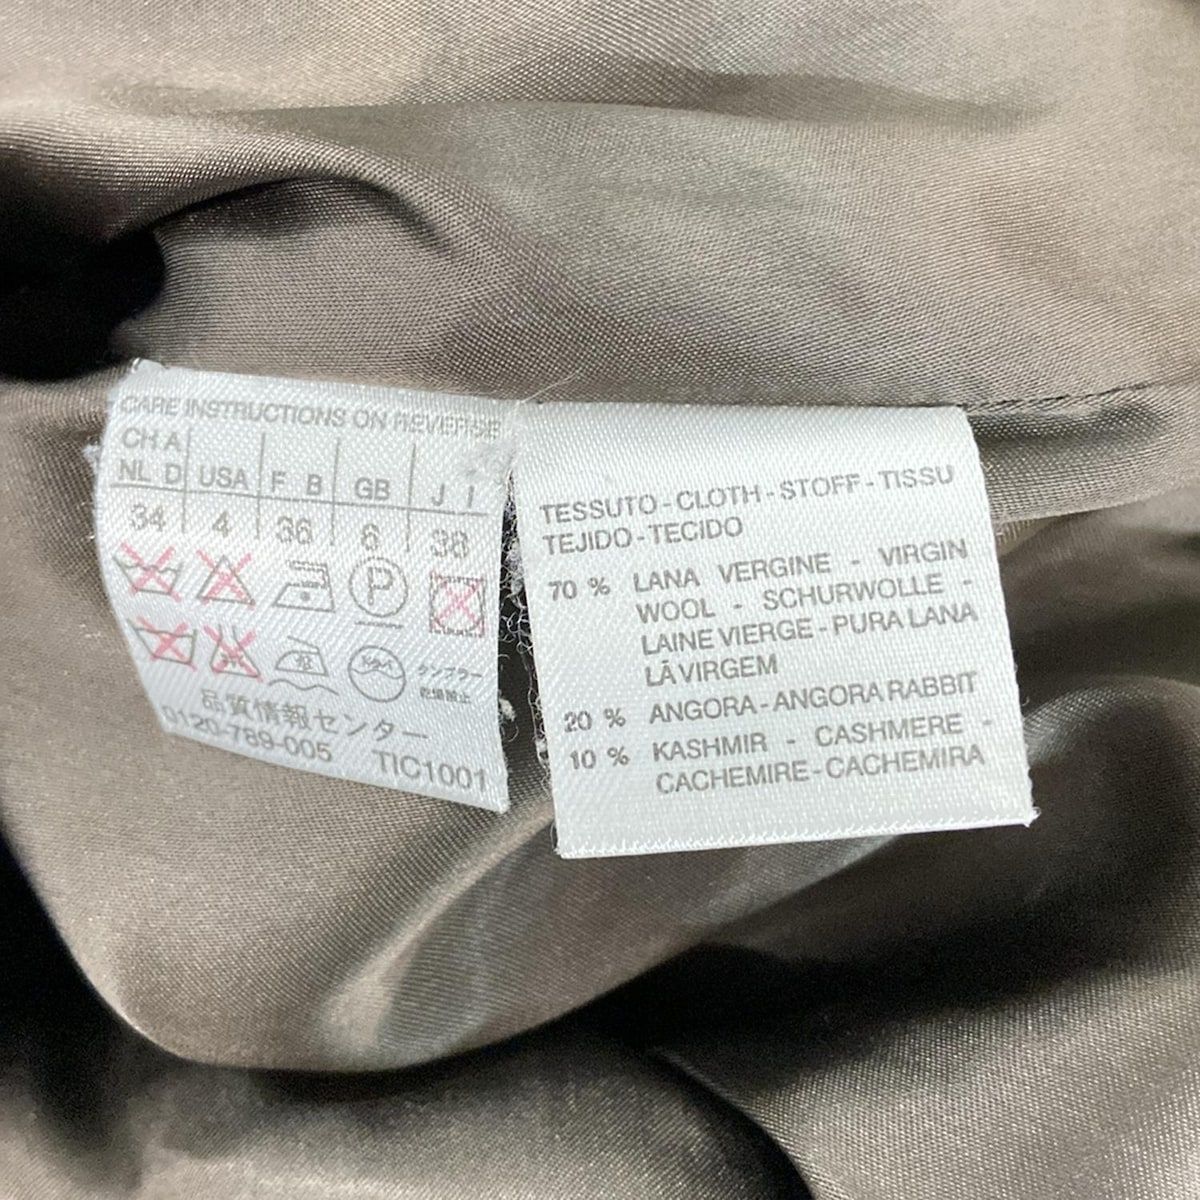 CARE INSTRUCTIONS ON REVERSE
CH A
NL D USA F B GB J I
34 4 36 6 38
P
ドライ
タンブラー
乾燥禁止
品質情報センター
0120-789-005 TIC1001
TESSUTO-CLOTH-STOFF-TISSU
TEJIDO-TECIDO
70 % LANA VERGINE - VIRGIN
WOOL - SCHURWOLLE -
LAINE VIERGE-PURA LANA
LÃ VIRGEM
20 % ANGORA-ANGORA RABBIT
10 % KASHMIR - CASHMERE -
CACHEMIRE-CACHEMIRA